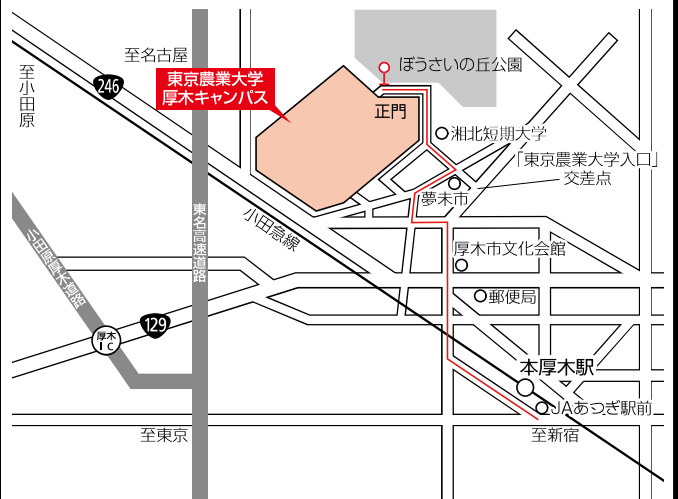 至名古屋
ぼうさいの丘公園
至小田原
246
東京農業大学
厚木キャンパス
正門
湘北短期大学
「東京農業大学入口」
交差点
夢未市
東名高速道路
小田急線
小田原厚木道路
厚木市文化会館
郵便局
129
厚木
IC
本厚木駅
JAあつぎ駅前
至東京
至新宿